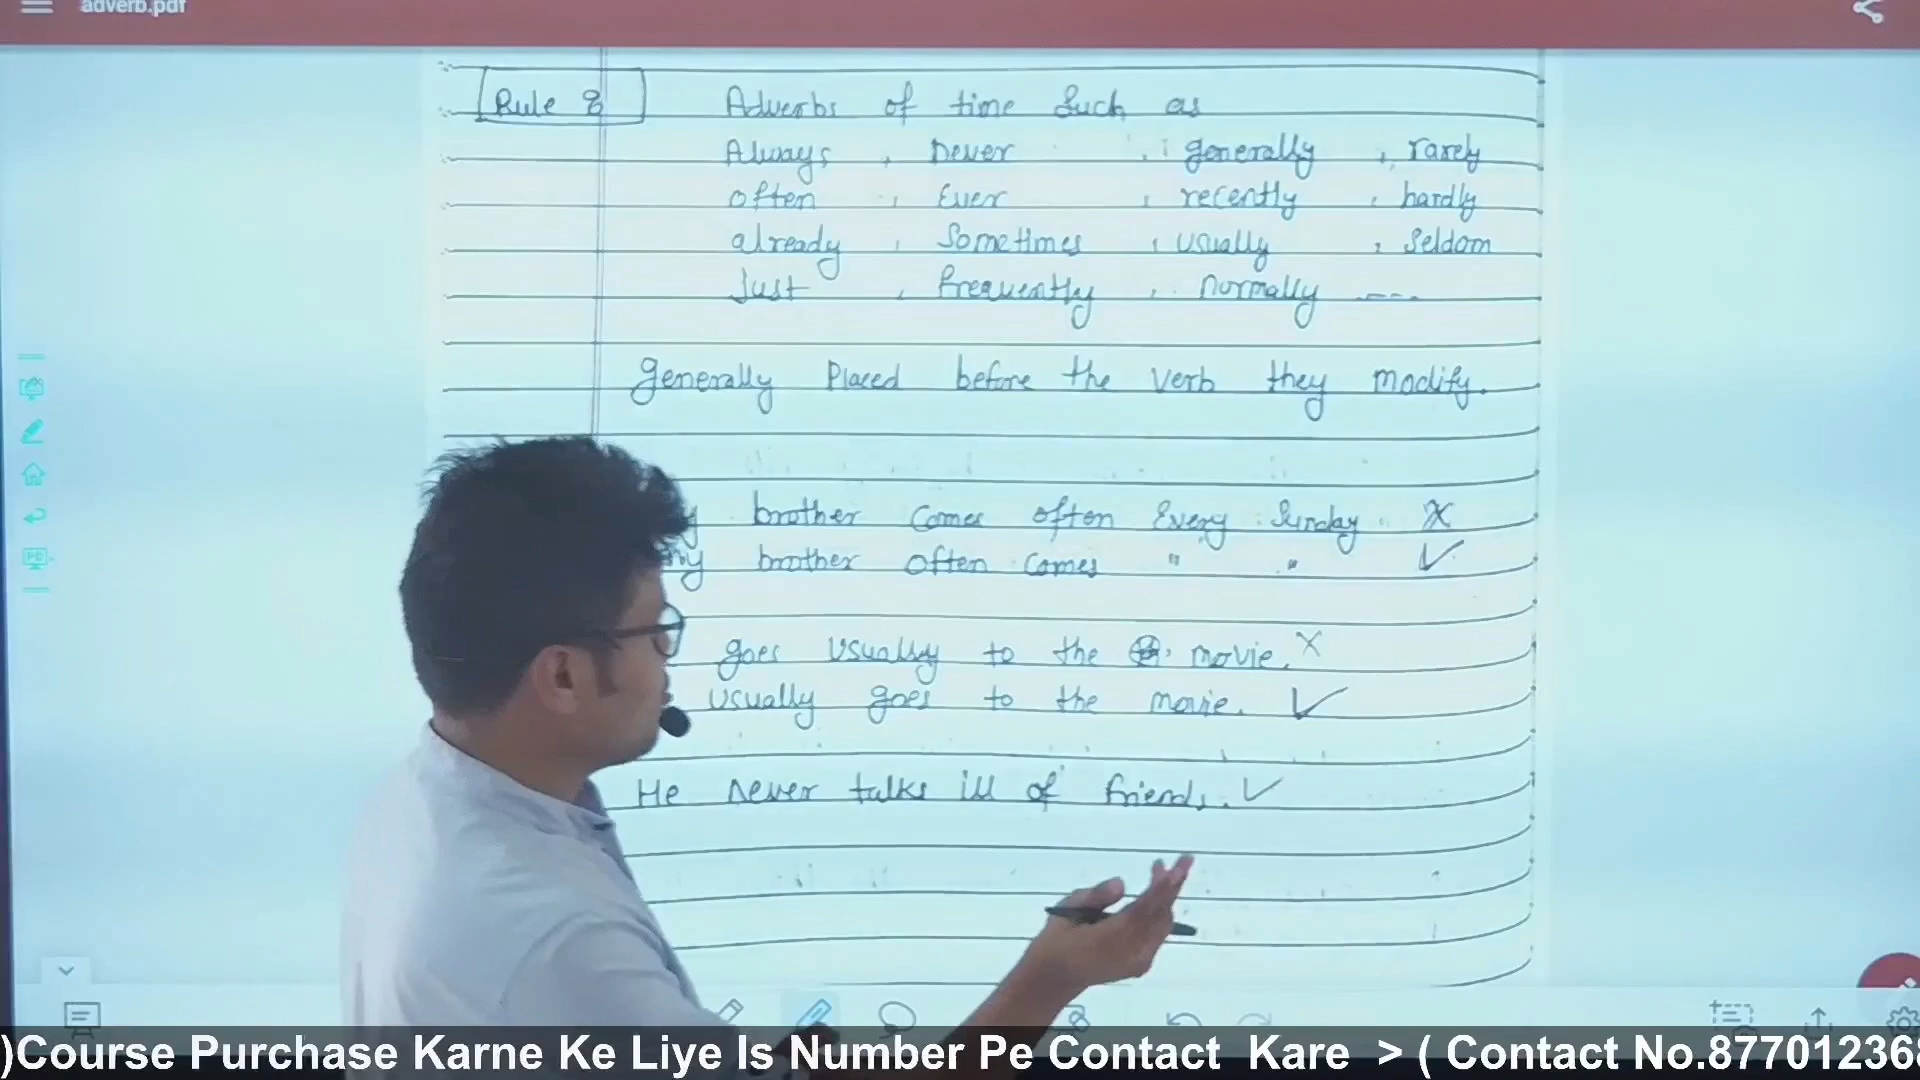 adverb.pdf
Rule 8 Adverbs of time Such as
Always , never , generally , rarely
often , Ever , recently , hardly
already , Sometimes , usually , Seldom
Just , frequently , normally ----
generally Placed before the verb they modify.
brother comes often Every Sunday. X
my brother often comes " " ✓
goes usually to the movie. X
usually goes to the movie. ✓
He never talks ill of friends. ✓
)Course Purchase Karne Ke Liye Is Number Pe Contact Kare > ( Contact No.87701236